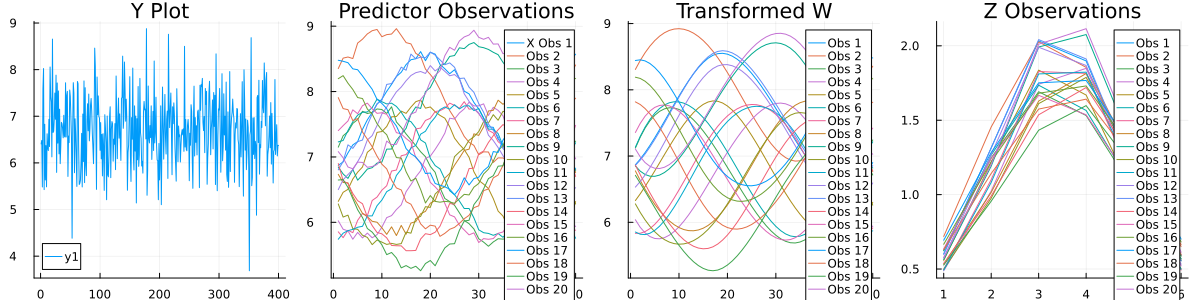 Y Plot
9
8
7
6
5
4
0
100
200
300
400
y1
Predictor Observations
9
8
7
6
0
10
20
30
0
X Obs 1
Obs 2
Obs 3
Obs 4
Obs 5
Obs 6
Obs 7
Obs 8
Obs 9
Obs 10
Obs 11
Obs 12
Obs 13
Obs 14
Obs 15
Obs 16
Obs 17
Obs 18
Obs 19
Obs 20
Transformed W
9
8
7
6
0
10
20
30
0
Obs 1
Obs 2
Obs 3
Obs 4
Obs 5
Obs 6
Obs 7
Obs 8
Obs 9
Obs 10
Obs 11
Obs 12
Obs 13
Obs 14
Obs 15
Obs 16
Obs 17
Obs 18
Obs 19
Obs 20
Z Observations
2.0
1.5
1.0
0.5
1
2
3
4
Obs 1
Obs 2
Obs 3
Obs 4
Obs 5
Obs 6
Obs 7
Obs 8
Obs 9
Obs 10
Obs 11
Obs 12
Obs 13
Obs 14
Obs 15
Obs 16
Obs 17
Obs 18
Obs 19
Obs 20